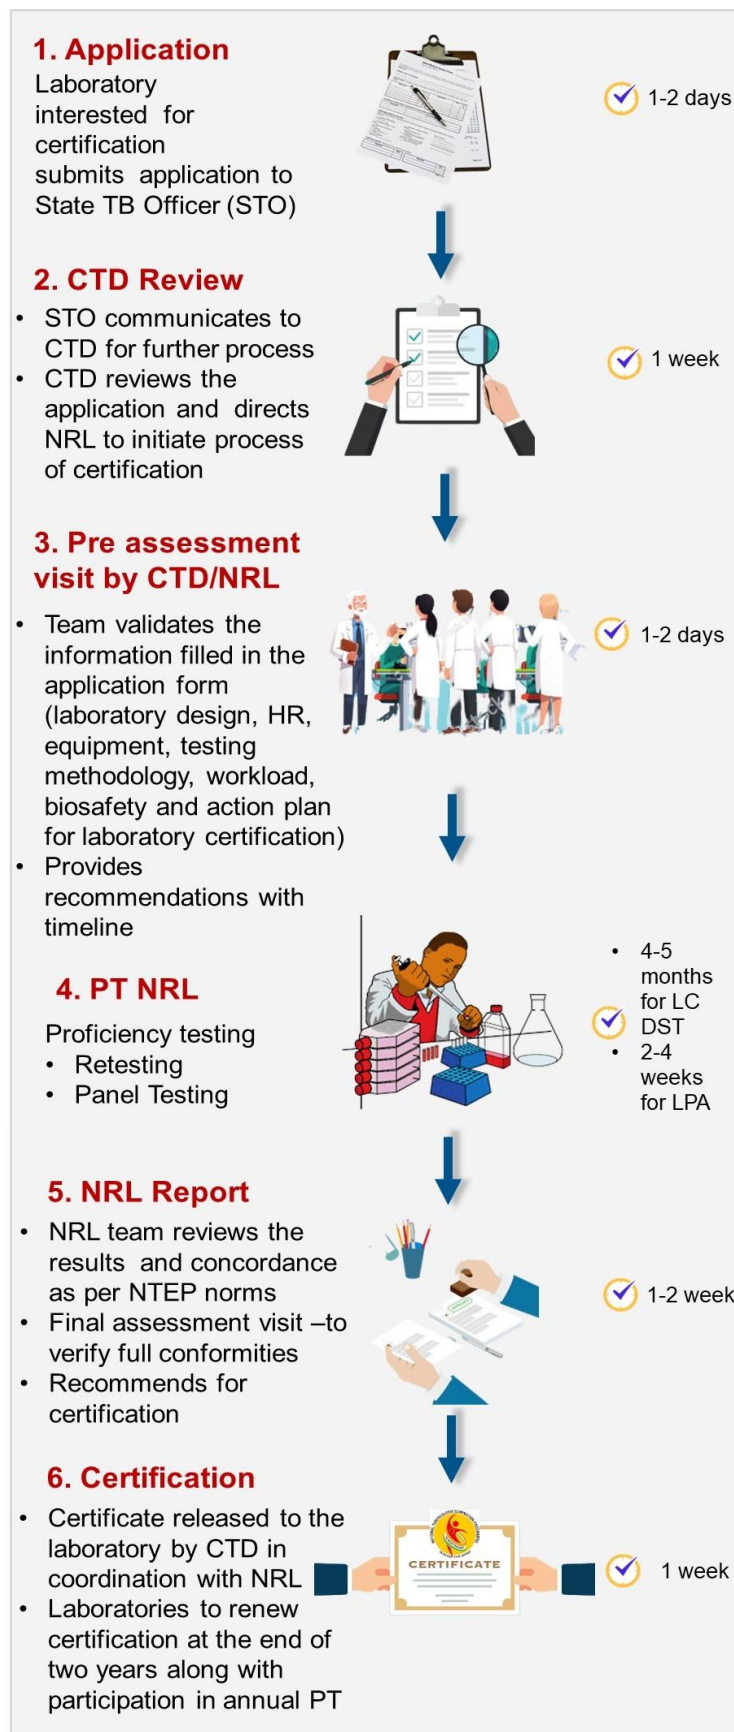 1. Application
Laboratory
interested for
certification
submits application to
State TB Officer (STO)
1-2 days
2. CTD Review
• STO communicates to
CTD for further process
• CTD reviews the
application and directs
NRL to initiate process
of certification
1 week
3. Pre assessment
visit by CTD/NRL
• Team validates the
information filled in the
application form
(laboratory design, HR,
equipment, testing
methodology, workload,
biosafety and action plan
for laboratory certification)
• Provides
recommendations with
timeline
1-2 days
4. PT NRL
Proficiency testing
• Retesting
• Panel Testing
• 4-5
months
for LC
DST
• 2-4
weeks
for LPA
5. NRL Report
• NRL team reviews the
results and concordance
as per NTEP norms
• Final assessment visit –to
verify full conformities
• Recommends for
certification
1-2 week
6. Certification
• Certificate released to the
laboratory by CTD in
coordination with NRL
• Laboratories to renew
certification at the end of
two years along with
participation in annual PT
CERTIFICATE
1 week